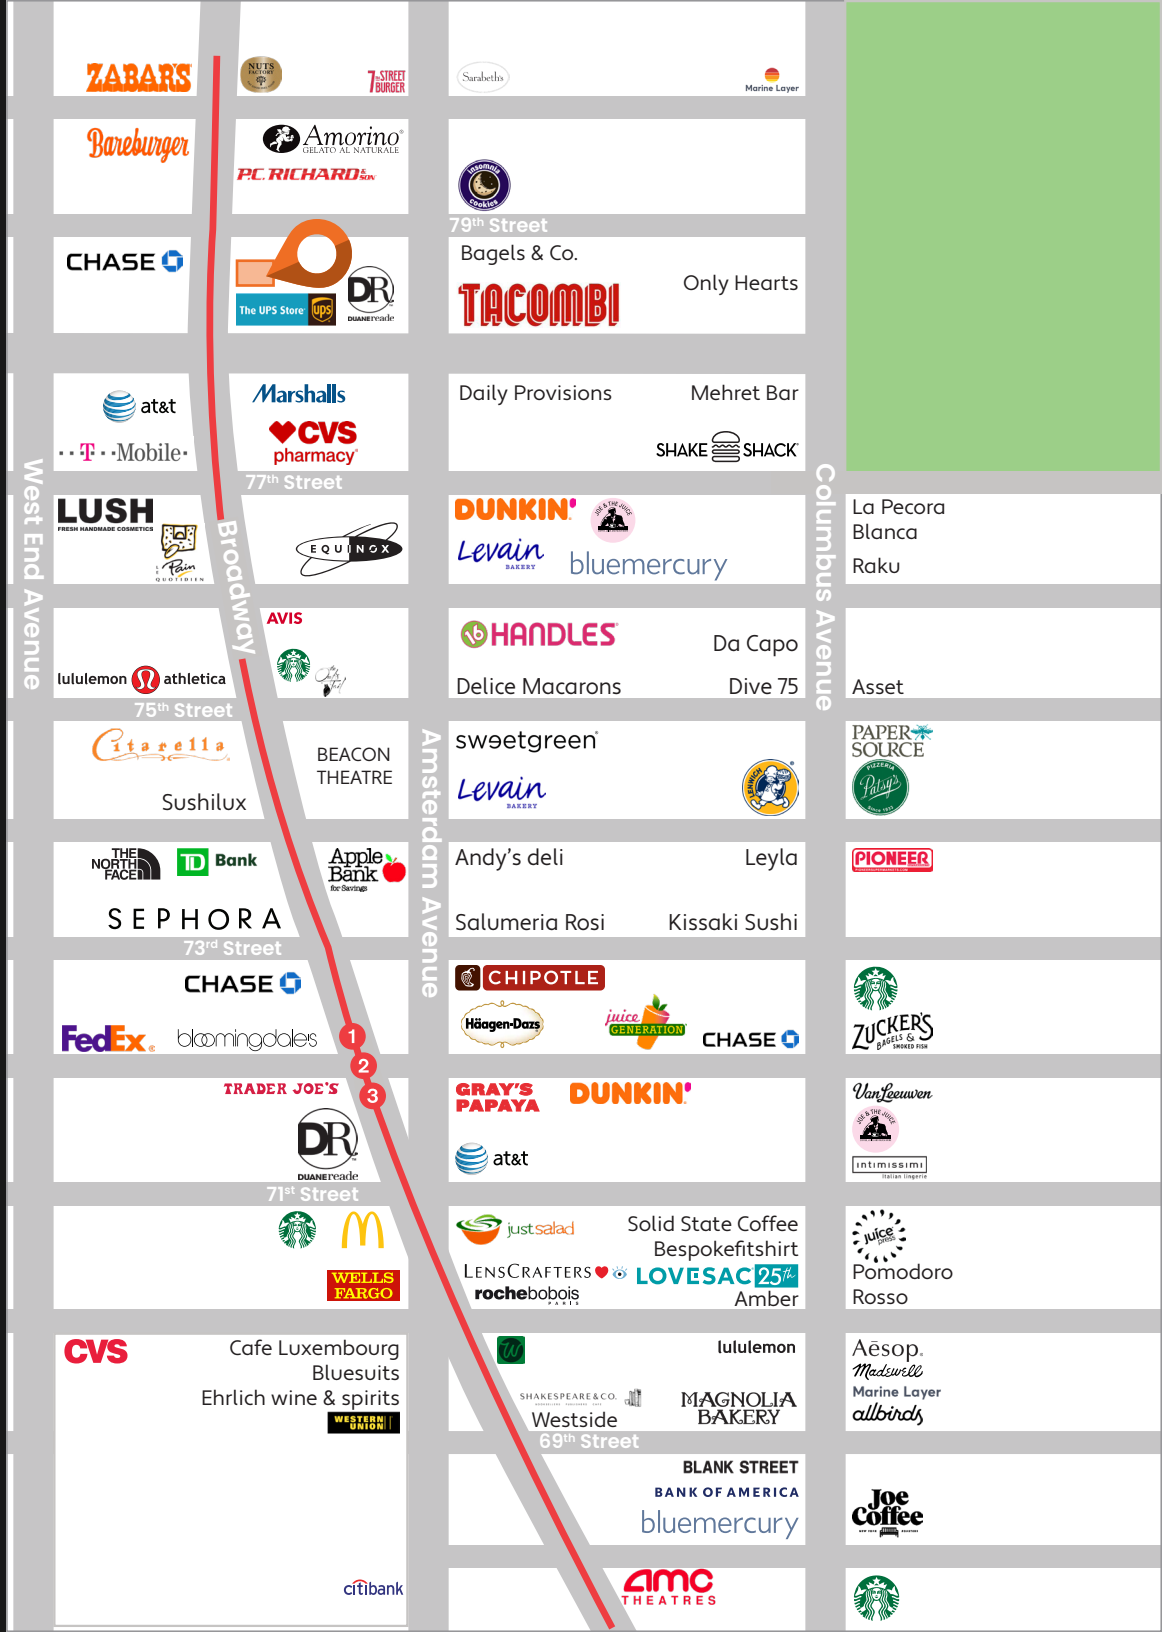 ZABAR'S
NUTS
FACTORY
7TH STREET
BURGER
Sarabeth's
Marine Layer
Bareburger
Amorino
GELATO AL NATURALE
P.C. RICHARD & SON
insomnia
cookies
79th Street
CHASE
The UPS Store
ups
DR
DUANEreade
Bagels & Co.
TACOMBI
Only Hearts
at&t
T-Mobile
Marshalls
CVS
pharmacy
77th Street
Daily Provisions
Mehret Bar
SHAKE SHACK
West End Avenue
Broadway
Columbus Avenue
LUSH
FRESH HANDMADE COSMETICS
LE Pain
QUOTIDIEN
EQUINOX
DUNKIN'
JOE & THE JUICE
Levain
BAKERY
bluemercury
La Pecora
Blanca
Raku
AVIS
lululemon athletica
75th Street
16 HANDLES
Da Capo
Delice Macarons
Dive 75
Asset
Citarella
Sushilux
BEACON
THEATRE
Amsterdam Avenue
sweetgreen
Levain
BAKERY
LENWICH
PAPER
SOURCE
PIZZERIA
Patsy's
Since 1933
THE
NORTH
FACE
TD Bank
SEPHORA
73rd Street
Apple
Bank
for Savings
Andy's deli
Leyla
Salumeria Rosi
Kissaki Sushi
PIONEER
CHASE
FedEx
bloomingdale's
1
2
3
CHIPOTLE
Häagen-Dazs
juice
GENERATION
CHASE
ZUCKER'S
BAGELS &
SMOKED FISH
TRADER JOE'S
DR
DUANEreade
71st Street
GRAY'S
PAPAYA
DUNKIN'
at&t
Van Leeuwen
JOE & THE JUICE
intimissimi
Italian lingerie
WELLS
FARGO
justsalad
Solid State Coffee
Bespokefitshirt
LENSCRAFTERS
LOVESAC 25th
rochebobois
PARIS
Amber
juice
press
Pomodoro
Rosso
CVS
Cafe Luxembourg
Bluesuits
Ehrlich wine & spirits
WESTERN
UNION
citibank
W
lululemon
SHAKESPEARE & CO.
Westside
MAGNOLIA
BAKERY
69th Street
Aēsop.
Madewell
Marine Layer
allbirds
BLANK STREET
BANK OF AMERICA
bluemercury
Joe
Coffee
amc
THEATRES